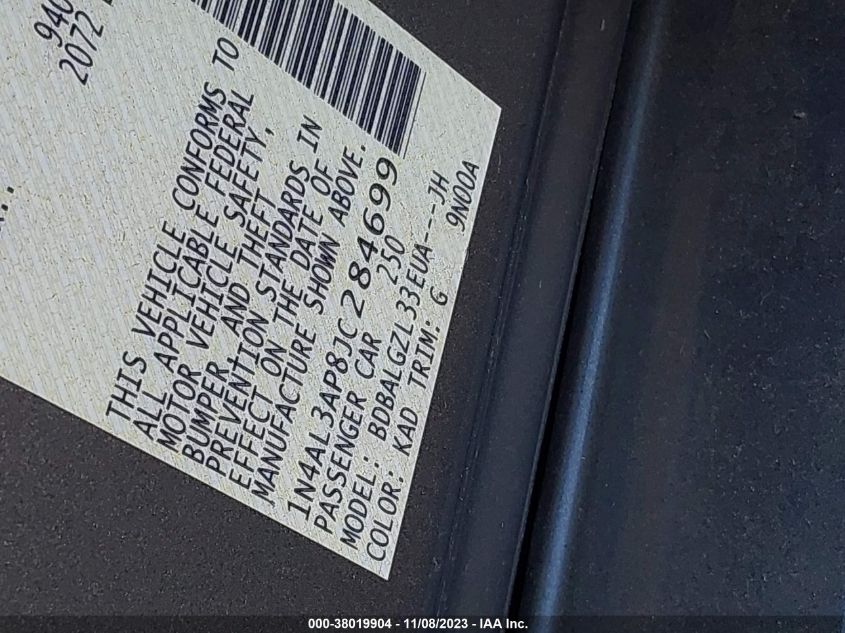 940
2072
THIS VEHICLE CONFORMS TO
ALL APPLICABLE FEDERAL
MOTOR VEHICLE SAFETY,
BUMPER, AND THEFT
PREVENTION STANDARDS IN
EFFECT ON THE DATE OF
MANUFACTURE SHOWN ABOVE.
1N4AL3AP8JC284699
PASSENGER CAR 250
MODEL: BDBALGZL33EUA---JH
COLOR: KAD TRIM: G 9N00A
000-38019904 - 11/08/2023 - IAA Inc.